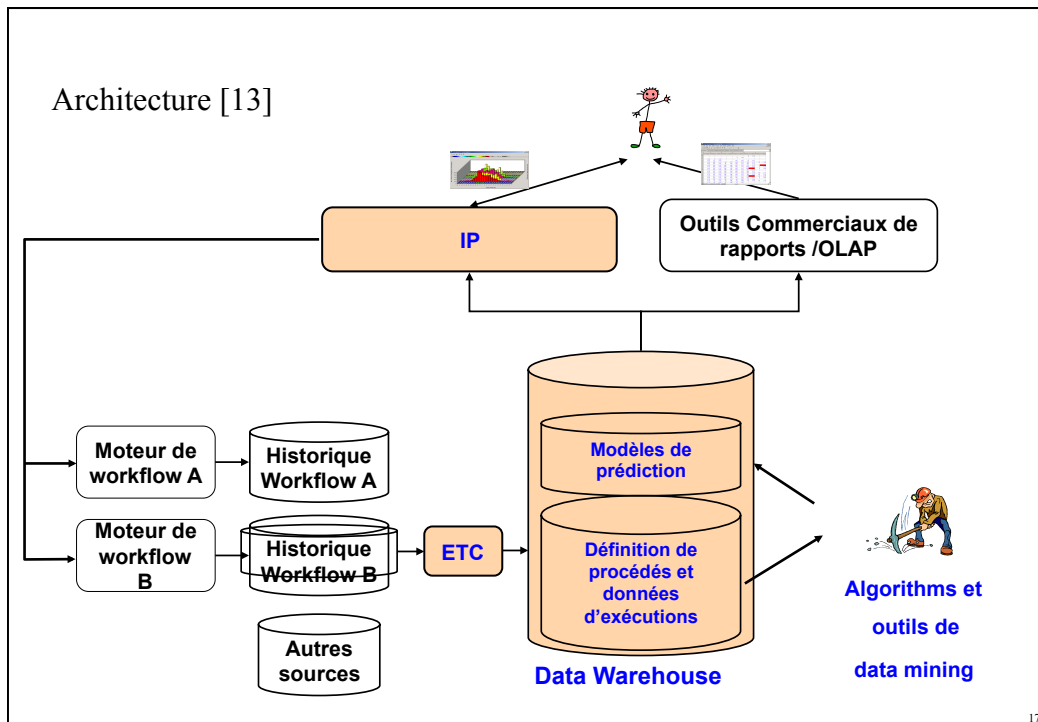 Architecture [13]
IP
Outils Commerciaux de
rapports /OLAP
Moteur de
workflow A
Historique
Workflow A
Modèles de
prédiction
Moteur de
workflow
B
Historique
Workflow B
ETC
Définition de
procédés et
données
d'exécutions
Algorithms et
outils de
data mining
Autres
sources
Data Warehouse
17